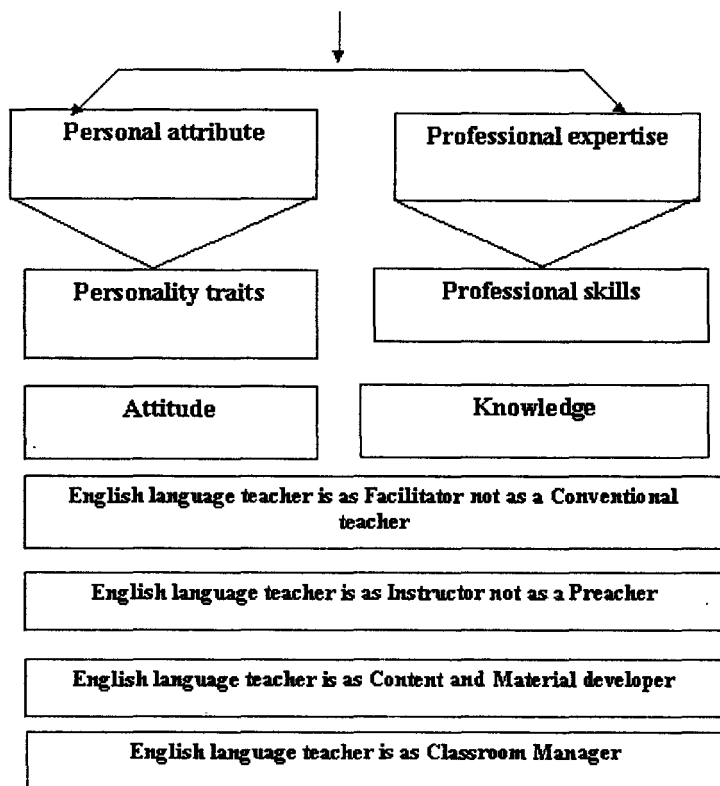 Personal attribute
Professional expertise
Personality traits
Professional skills
Attitude
Knowledge
English language teacher is as Facilitator not as a Conventional
teacher
English language teacher is as Instructor not as a Preacher
English language teacher is as Content and Material developer
English language teacher is as Classroom Manager